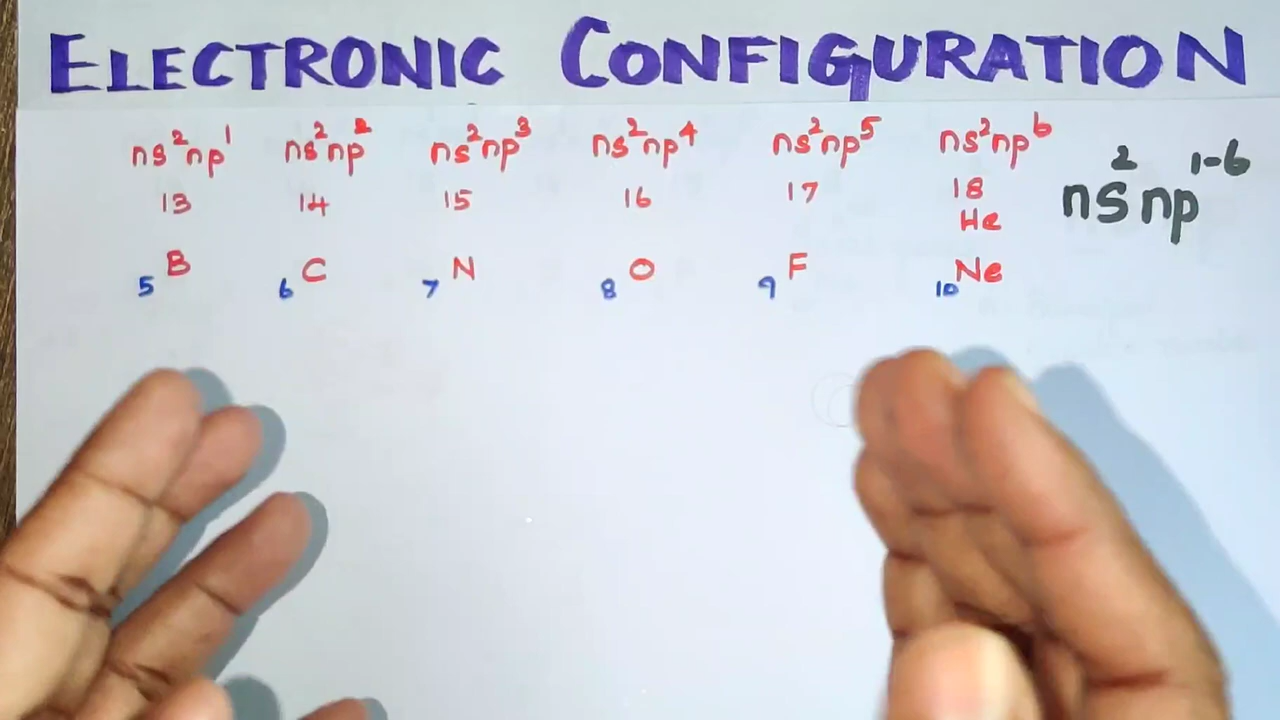 ELECTRONIC CONFIGURATION
ns²np¹ ns²np² ns²np³ ns²np⁴ ns²np⁵ ns²np⁶
ns²np¹⁻⁶
13 14 15 16 17 18
He
5B 6C 7N 8O 9F 10Ne